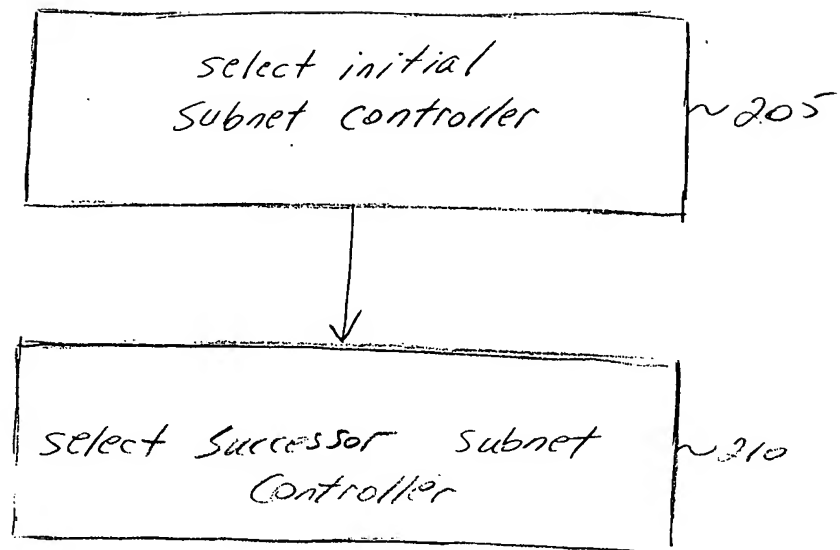 select initial
Subnet Controller
~205
select Successor Subnet
Controller
~210